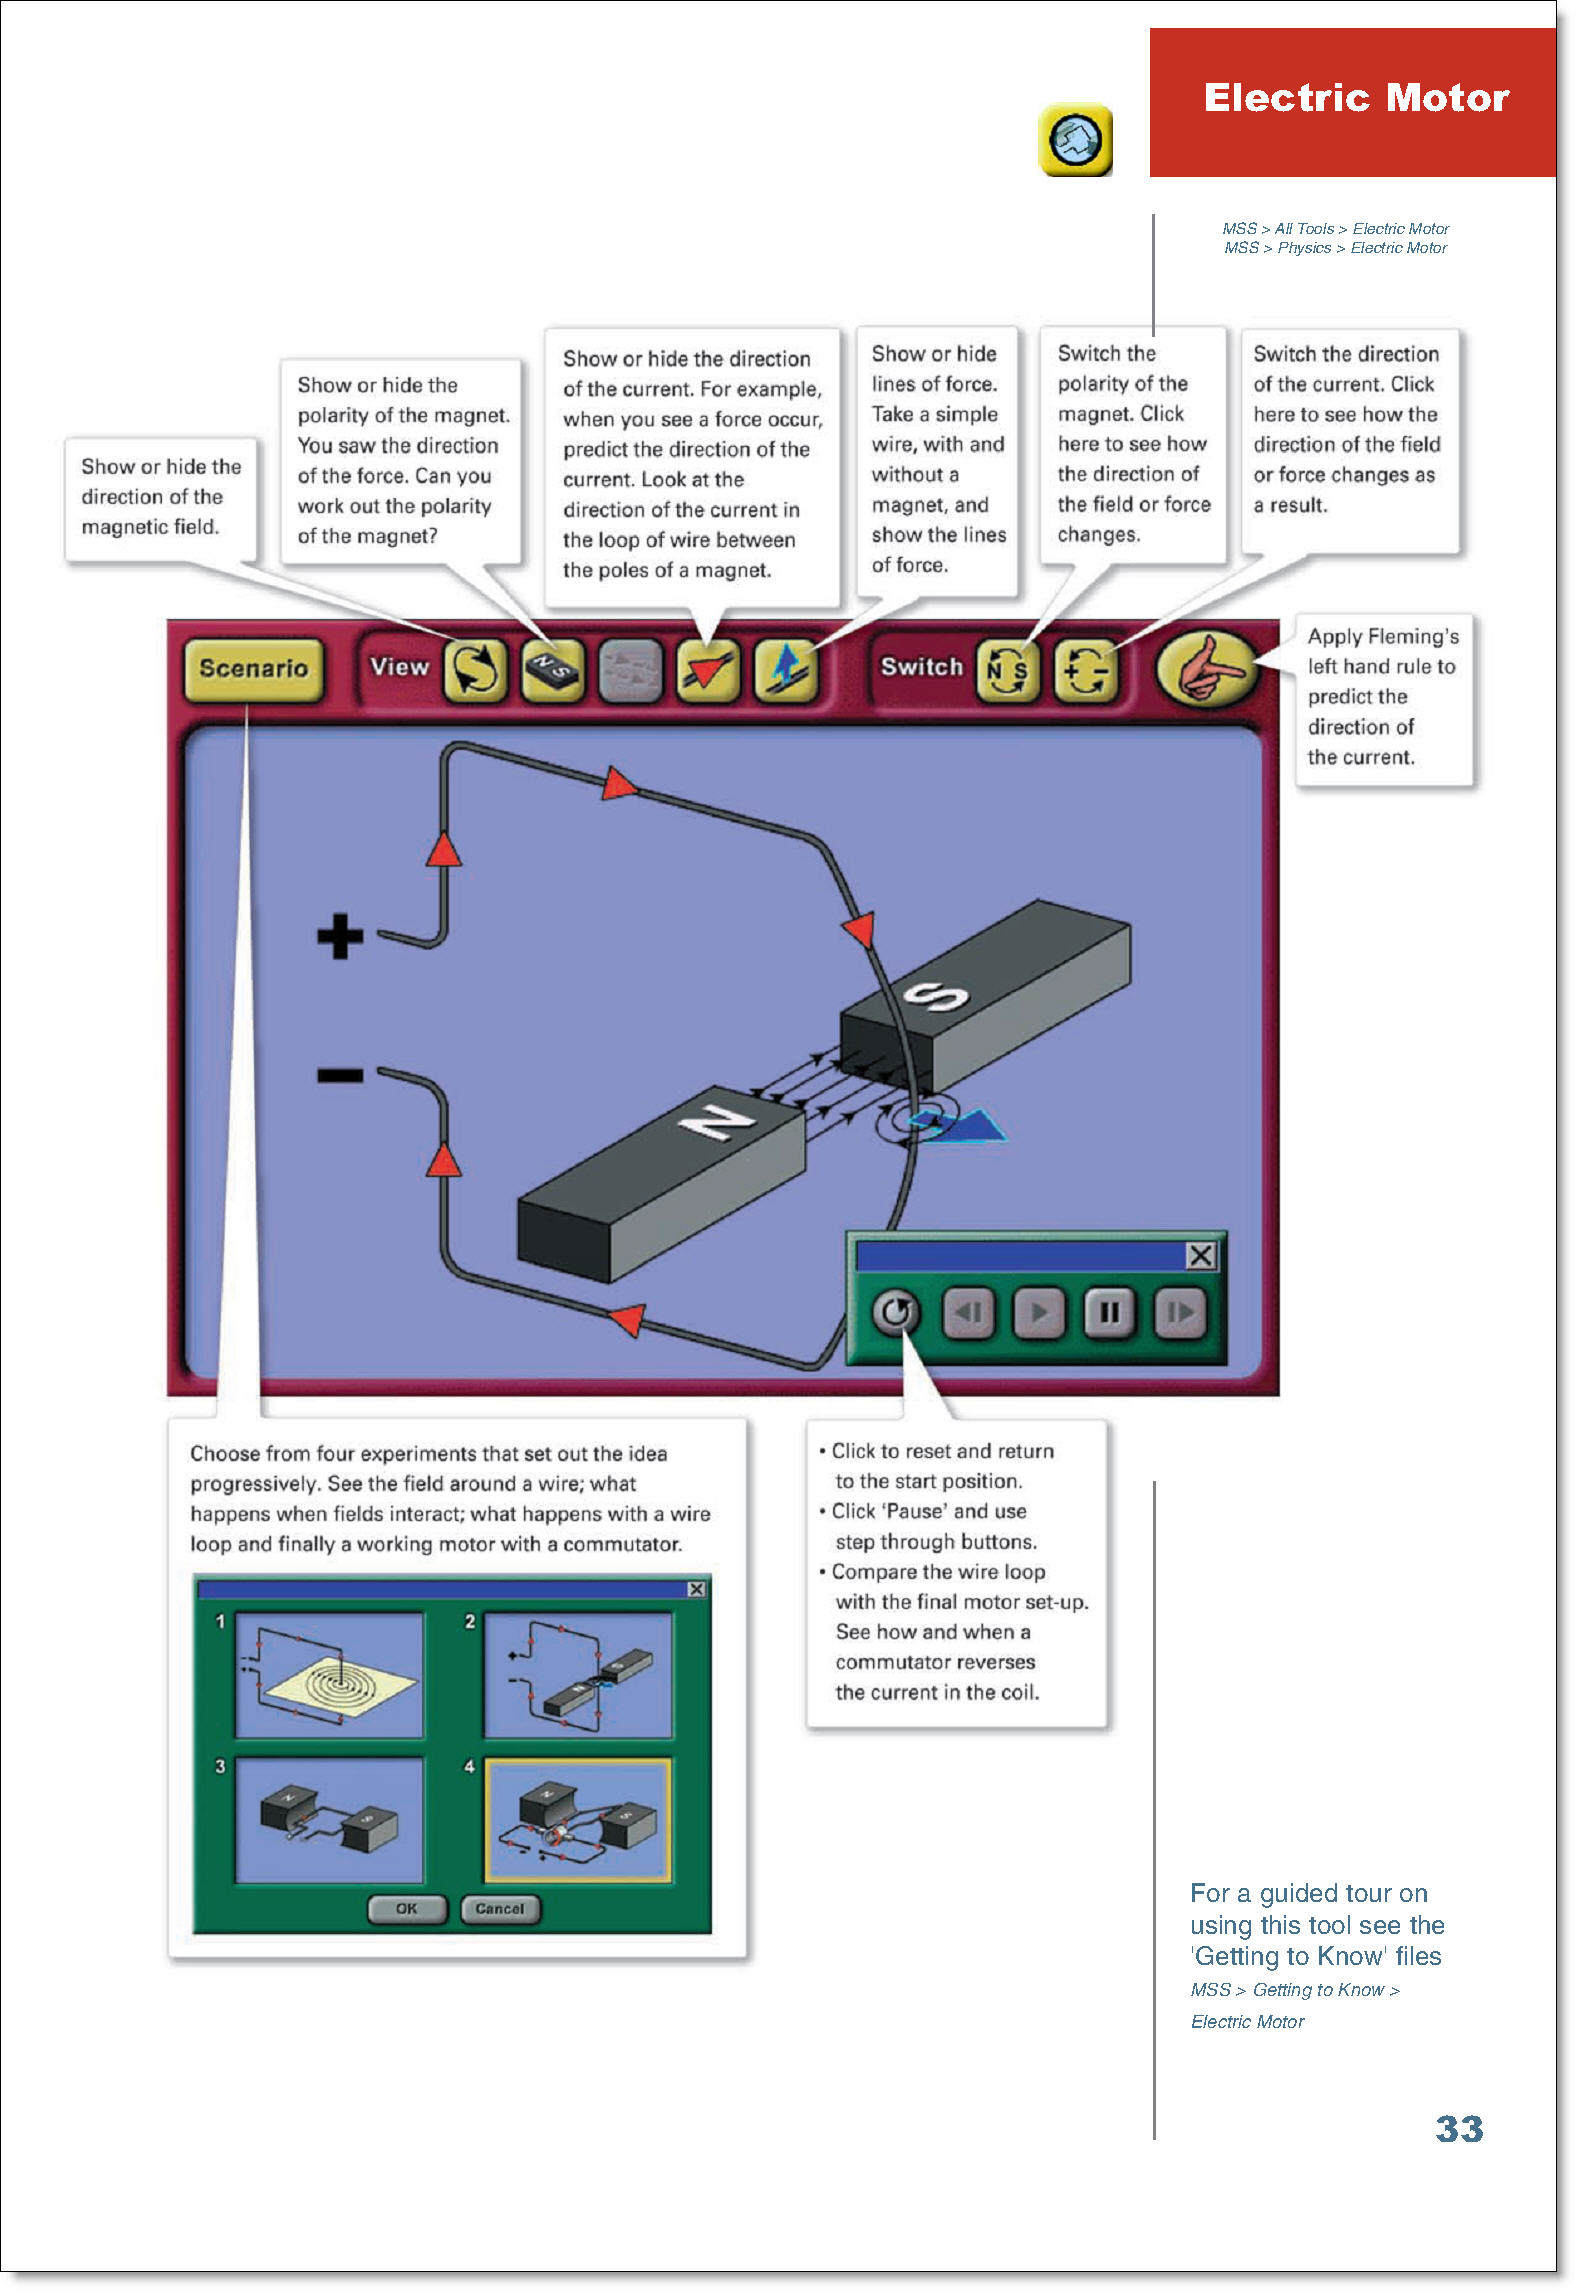 Electric Motor
MSS > All Tools > Electric Motor
MSS > Physics > Electric Motor
Show or hide the
direction of the
magnetic field.
Show or hide the
polarity of the magnet.
You saw the direction
of the force. Can you
work out the polarity
of the magnet?
Show or hide the direction
of the current. For example,
when you see a force occur,
predict the direction of the
current. Look at the
direction of the current in
the loop of wire between
the poles of a magnet.
Show or hide
lines of force.
Take a simple
wire, with and
without a
magnet, and
show the lines
of force.
Switch the
polarity of the
magnet. Click
here to see how
the direction of
the field or force
changes.
Switch the direction
of the current. Click
here to see how the
direction of the field
or force changes as
a result.
Apply Fleming's
left hand rule to
predict the
direction of
the current.
Scenario
View
N S
Switch
N S
+ −
+
−
S
N
Choose from four experiments that set out the idea
progressively. See the field around a wire; what
happens when fields interact; what happens with a wire
loop and finally a working motor with a commutator.
1
2
− +
+ −
N S
3
4
N S
N S
− +
OK
Cancel
• Click to reset and return
to the start position.
• Click ‘Pause’ and use
step through buttons.
• Compare the wire loop
with the final motor set-up.
See how and when a
commutator reverses
the current in the coil.
For a guided tour on
using this tool see the
'Getting to Know' files
MSS > Getting to Know >
Electric Motor
33